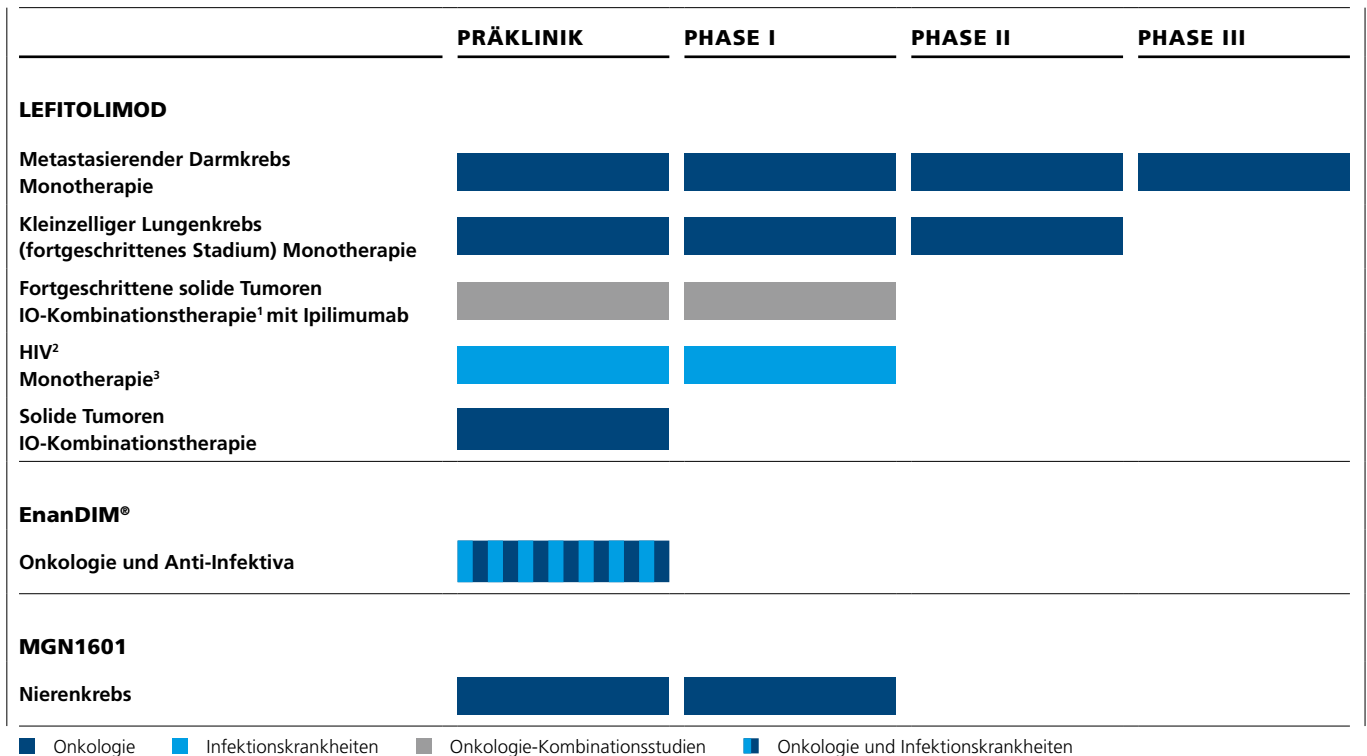 PRÄKLINIK PHASE I PHASE II PHASE III
LEFITOLIMOD
Metastasierender Darmkrebs
Monotherapie
Kleinzelliger Lungenkrebs
(fortgeschrittenes Stadium) Monotherapie
Fortgeschrittene solide Tumoren
IO-Kombinationstherapie¹ mit Ipilimumab
HIV²
Monotherapie³
Solide Tumoren
IO-Kombinationstherapie
EnanDIM®
Onkologie und Anti-Infektiva
MGN1601
Nierenkrebs
Onkologie Infektionskrankheiten Onkologie-Kombinationsstudien Onkologie und Infektionskrankheiten